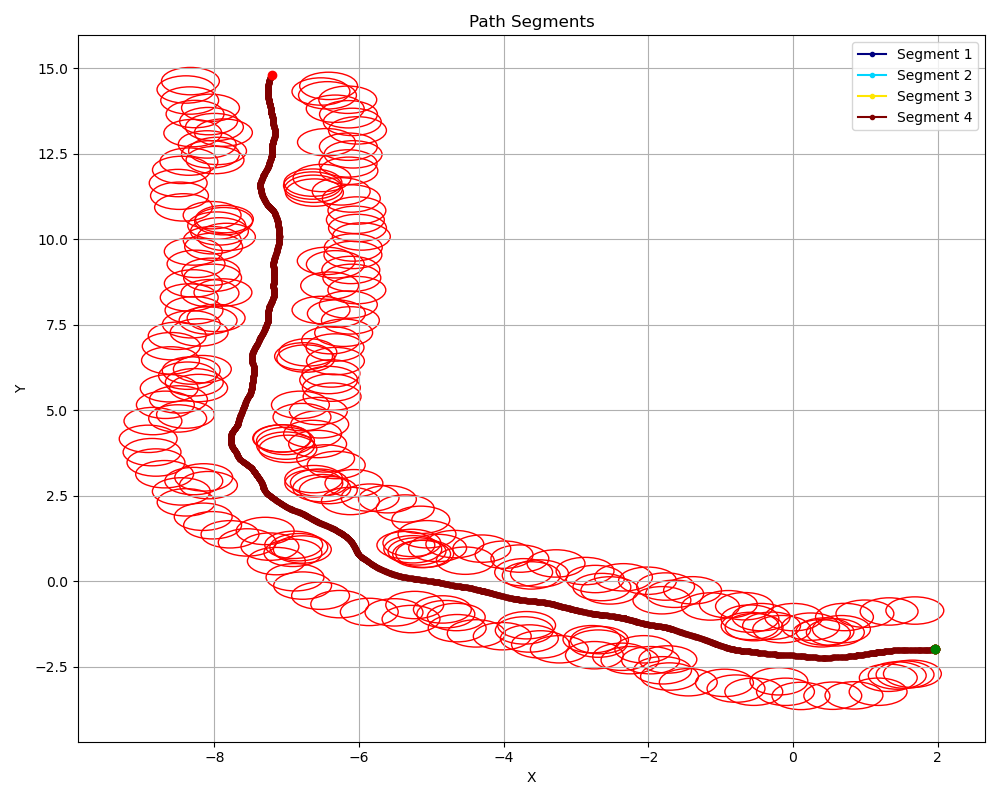 Path Segments
Segment 1
Segment 2
Segment 3
Segment 4
15.0
12.5
10.0
7.5
5.0
2.5
0.0
−2.5
Y
−8
−6
−4
−2
0
2
X